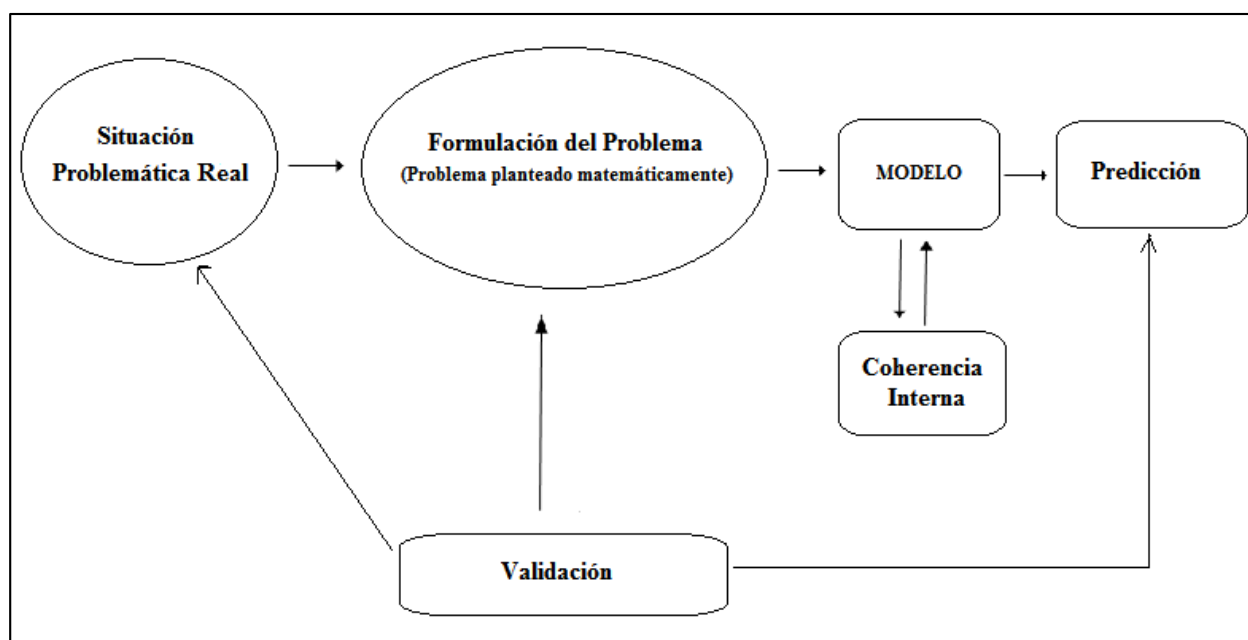 Situación
Problemática Real
Formulación del Problema
(Problema planteado matemáticamente)
MODELO
Predicción
Coherencia
Interna
Validación